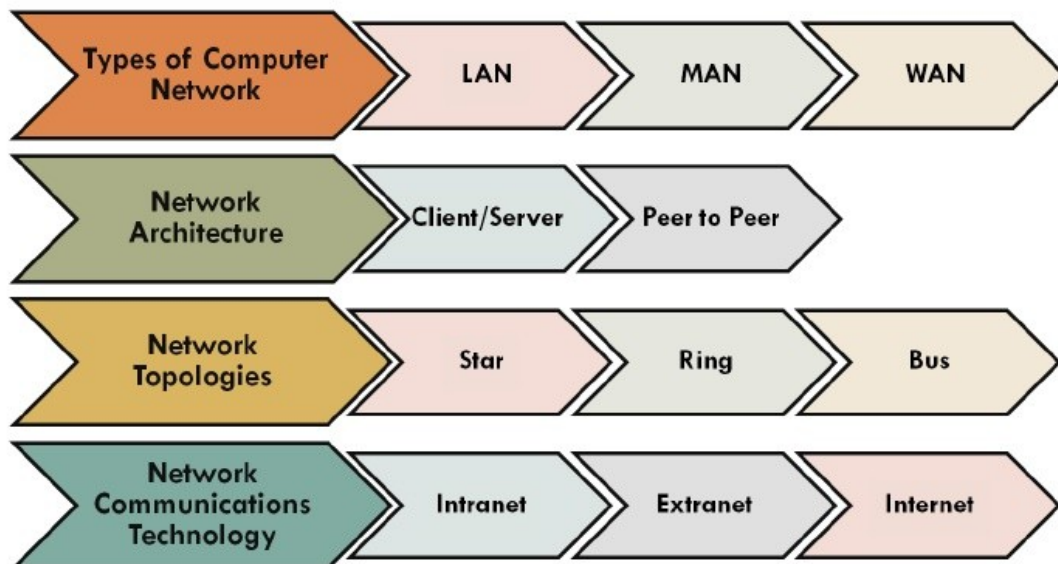 Types of Computer
Network
LAN
MAN
WAN
Network
Architecture
Client/Server
Peer to Peer
Network
Topologies
Star
Ring
Bus
Network
Communications
Technology
Intranet
Extranet
Internet